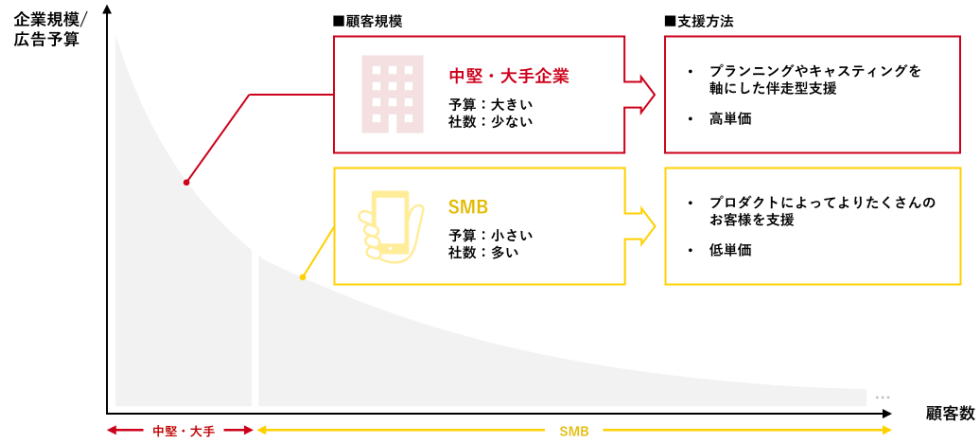 企業規模/
広告予算
■顧客規模
中堅・大手企業
予算：大きい
社数：少ない
■支援方法
• プランニングやキャスティングを
軸にした伴走型支援
• 高単価
SMB
予算：小さい
社数：多い
• プロダクトによってよりたくさんの
お客様を支援
• 低単価
…
顧客数
中堅・大手
SMB